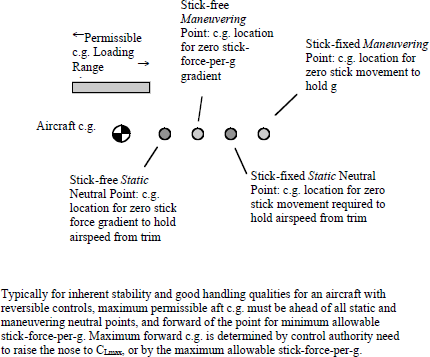 Stick-free
Maneuvering
Point: c.g. location
for zero stick-
force-per-g
gradient
←Permissible
c.g. Loading
Range →
Stick-fixed Maneuvering
Point: c.g. location for
zero stick movement to
hold g
Aircraft c.g.
Stick-free Static
Neutral Point: c.g.
location for zero stick
force gradient to hold
airspeed from trim
Stick-fixed Static Neutral
Point: c.g. location for zero
stick movement required to
hold airspeed from trim
Typically for inherent stability and good handling qualities for an aircraft with
reversible controls, maximum permissible aft c.g. must be ahead of all static and
maneuvering neutral points, and forward of the point for minimum allowable
stick-force-per-g. Maximum forward c.g. is determined by control authority need
to raise the nose to CLmax, or by the maximum allowable stick-force-per-g.